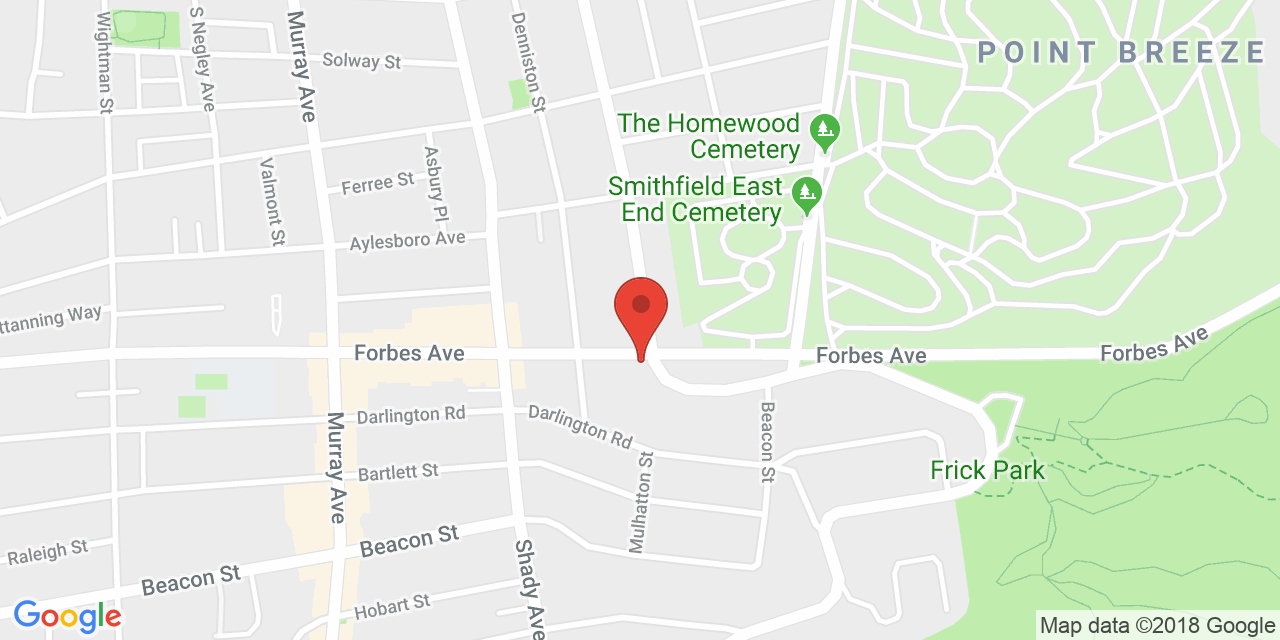 Wightman St
S Negley Ave
Murray Ave
Solway St
Denniston St
POINT BREEZE
The Homewood
Cemetery
Smithfield East
End Cemetery
Valmont St
Ferree St
Asbury Pl
Aylesboro Ave
ttanning Way
Forbes Ave
Forbes Ave
Forbes Ave
Darlington Rd
Darlington Rd
Murray Ave
Bartlett St
Mulhatton St
Beacon St
Frick Park
Raleigh St
Beacon St
Beacon St
Shady Ave
Hobart St
Google
Map data ©2018 Google